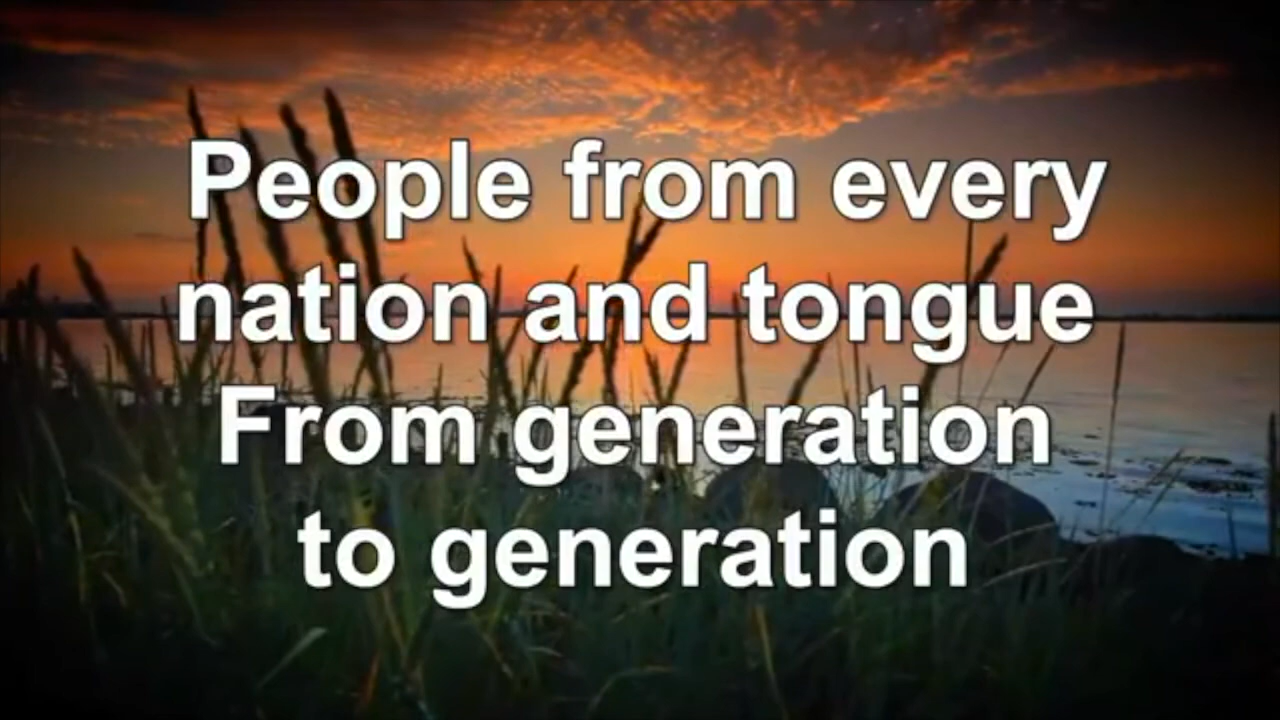 People from every
nation and tongue
From generation
to generation